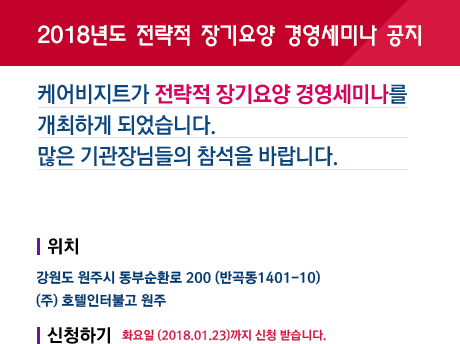 2018년도 전략적 장기요양 경영세미나 공지
케어비지트가 전략적 장기요양 경영세미나를
개최하게 되었습니다.
많은 기관장님들의 참석을 바랍니다.
위치
강원도 원주시 동부순환로 200 (반곡동1401-10)
(주) 호텔인터불고 원주
신청하기 화요일 (2018.01.23)까지 신청 받습니다.